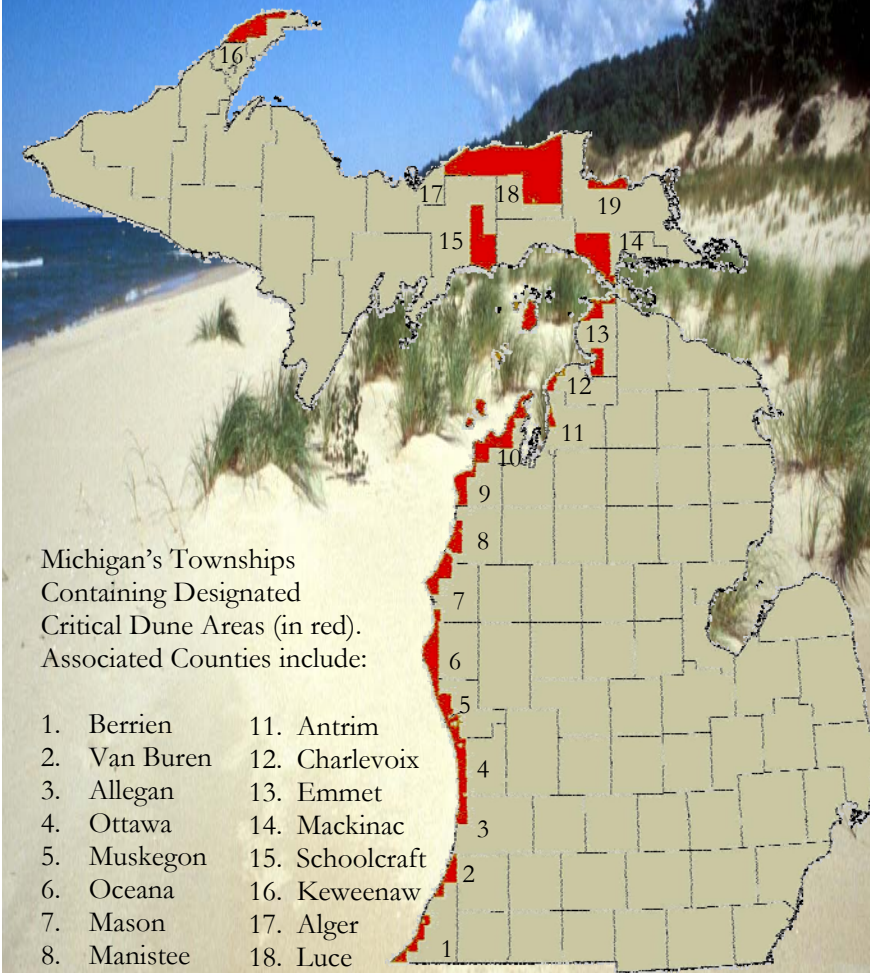 16
17
18
19
15
14
13
12
11
10
9
8
7
6
5
4
3
2
1
Michigan's Townships
Containing Designated
Critical Dune Areas (in red).
Associated Counties include:
1. Berrien
2. Van Buren
3. Allegan
4. Ottawa
5. Muskegon
6. Oceana
7. Mason
8. Manistee
11. Antrim
12. Charlevoix
13. Emmet
14. Mackinac
15. Schoolcraft
16. Keweenaw
17. Alger
18. Luce